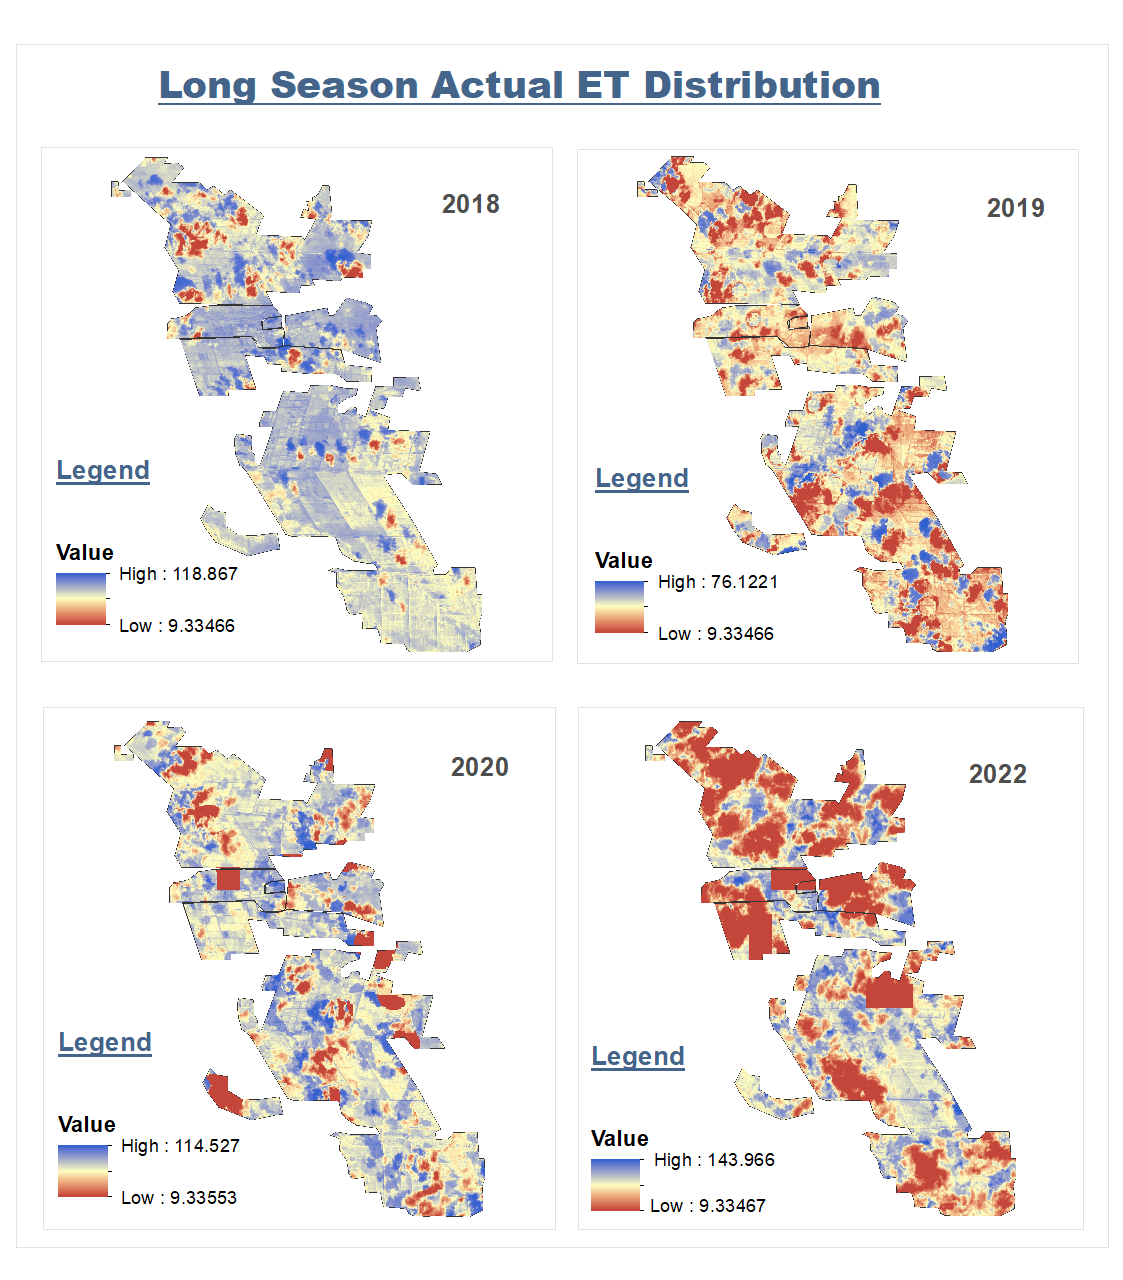 Long Season Actual ET Distribution
2018
Legend
Value
High : 118.867
Low : 9.33466
2019
Legend
Value
High : 76.1221
Low : 9.33466
2020
Legend
Value
High : 114.527
Low : 9.33553
2022
Legend
Value
High : 143.966
Low : 9.33467